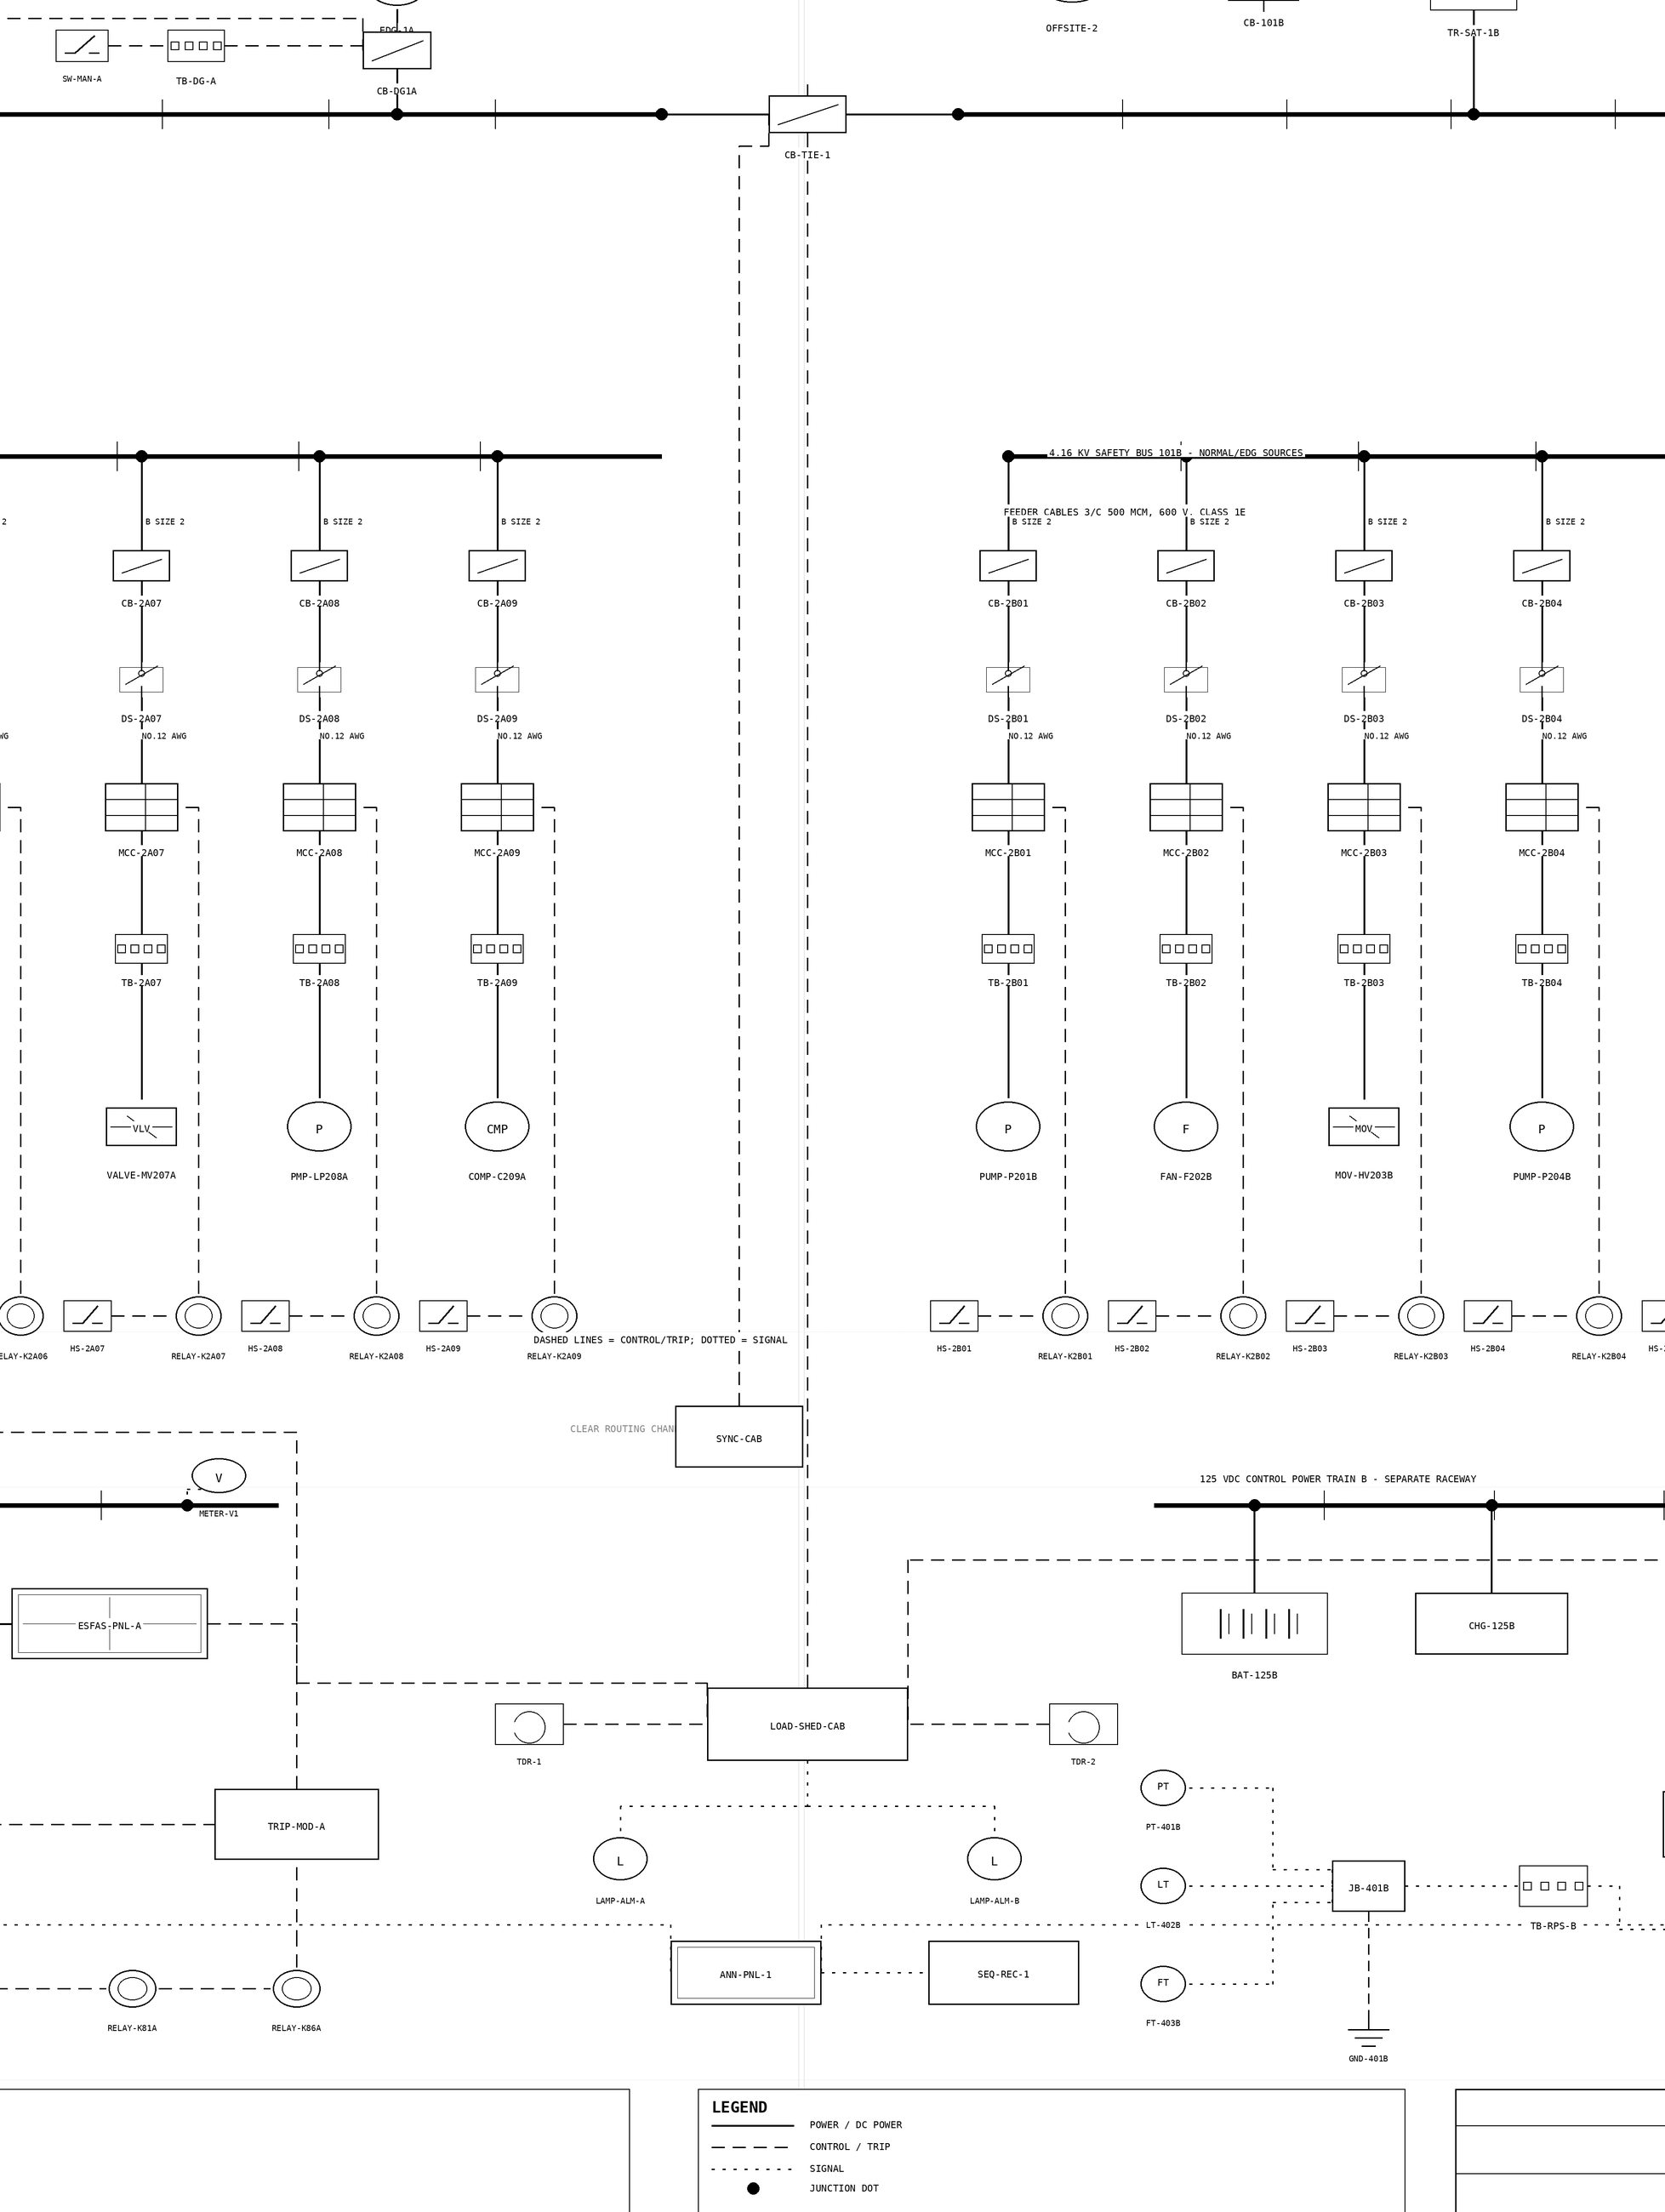 EDG-1A
OFFSITE-2
CB-101B
TR-SAT-1B
SW-MAN-A
TB-DG-A
CB-DG1A
CB-TIE-1
4.16 KV SAFETY BUS 101B - NORMAL/EDG SOURCES
FEEDER CABLES 3/C 500 MCM, 600 V. CLASS 1E
2
B SIZE 2
B SIZE 2
B SIZE 2
B SIZE 2
B SIZE 2
B SIZE 2
B SIZE 2
CB-2A07
CB-2A08
CB-2A09
CB-2B01
CB-2B02
CB-2B03
CB-2B04
DS-2A07
DS-2A08
DS-2A09
DS-2B01
DS-2B02
DS-2B03
DS-2B04
WG
NO.12 AWG
NO.12 AWG
NO.12 AWG
NO.12 AWG
NO.12 AWG
NO.12 AWG
NO.12 AWG
MCC-2A07
MCC-2A08
MCC-2A09
MCC-2B01
MCC-2B02
MCC-2B03
MCC-2B04
TB-2A07
TB-2A08
TB-2A09
TB-2B01
TB-2B02
TB-2B03
TB-2B04
VLV
P
CMP
P
F
MOV
P
VALVE-MV207A
PMP-LP208A
COMP-C209A
PUMP-P201B
FAN-F202B
MOV-HV203B
PUMP-P204B
DASHED LINES = CONTROL/TRIP; DOTTED = SIGNAL
ELAY-K2A06
HS-2A07
RELAY-K2A07
HS-2A08
RELAY-K2A08
HS-2A09
RELAY-K2A09
HS-2B01
RELAY-K2B01
HS-2B02
RELAY-K2B02
HS-2B03
RELAY-K2B03
HS-2B04
RELAY-K2B04
HS-
CLEAR ROUTING CHAN
SYNC-CAB
V
METER-V1
125 VDC CONTROL POWER TRAIN B - SEPARATE RACEWAY
ESFAS-PNL-A
CHG-125B
BAT-125B
LOAD-SHED-CAB
TDR-1
TDR-2
TRIP-MOD-A
PT
PT-401B
L
LAMP-ALM-A
L
LAMP-ALM-B
LT
LT-402B
JB-401B
TB-RPS-B
ANN-PNL-1
SEQ-REC-1
FT
FT-403B
RELAY-K81A
RELAY-K86A
GND-401B
LEGEND
POWER / DC POWER
CONTROL / TRIP
SIGNAL
JUNCTION DOT